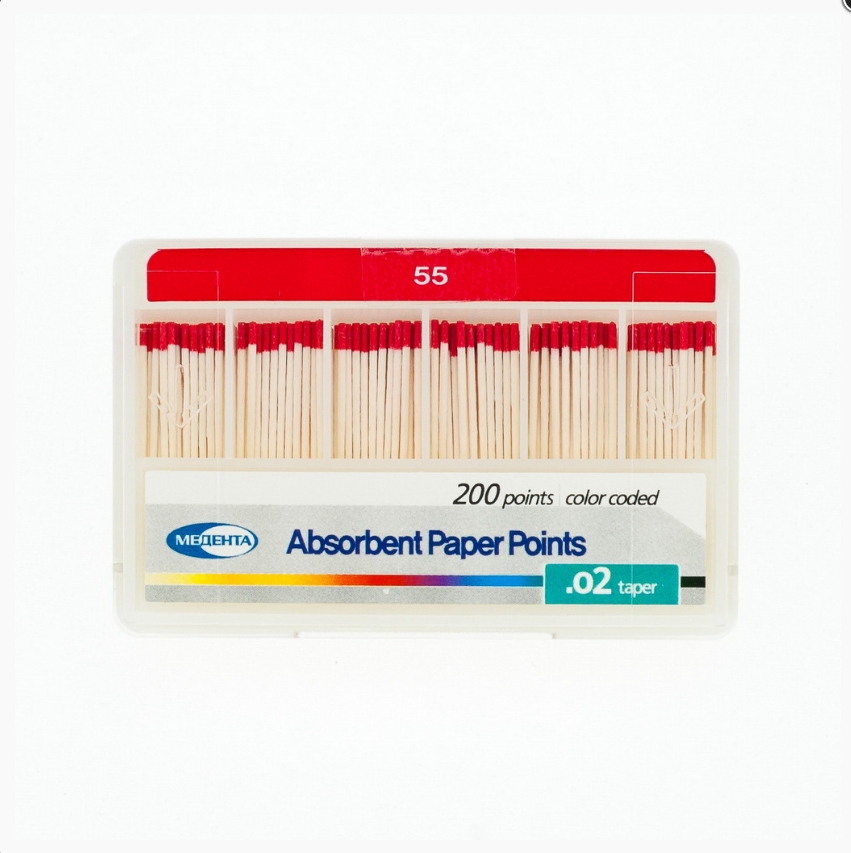 55
200 points color coded
МЕДЕНТА
Absorbent Paper Points
.02 taper